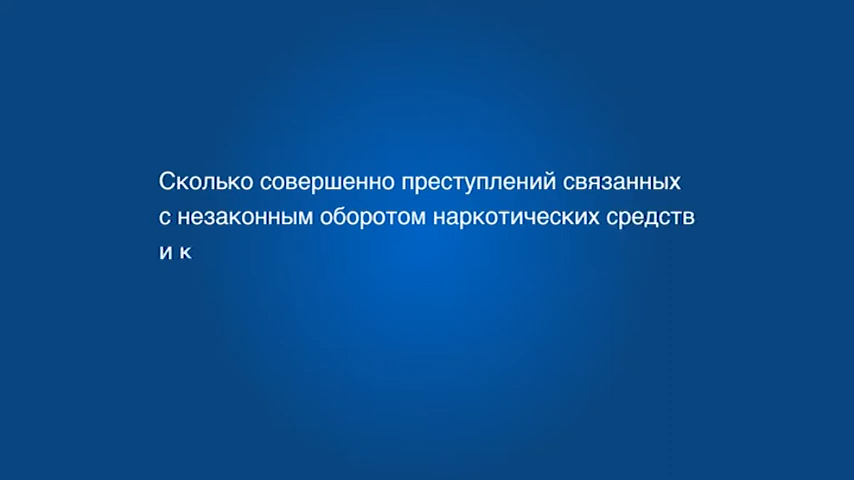 Сколько совершенно преступлений связанных
с незаконным оборотом наркотических средств
и к